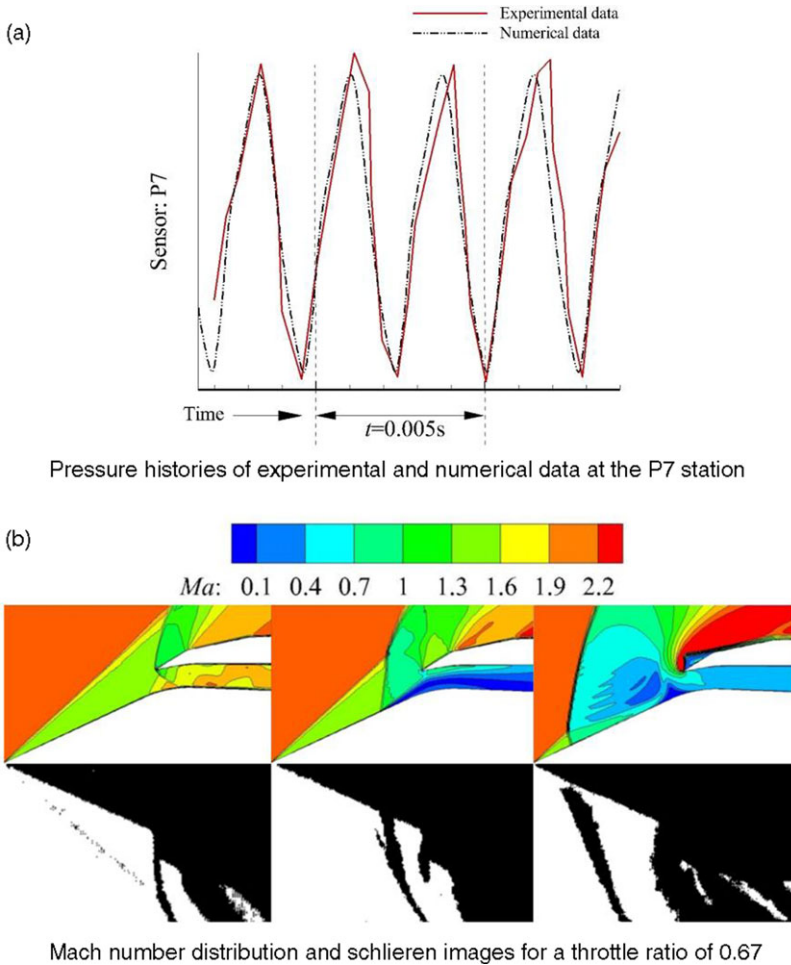 (a)
Experimental data
Numerical data
Sensor: P7
Time
t=0.005s
Pressure histories of experimental and numerical data at the P7 station
(b)
Ma: 0.1 0.4 0.7 1 1.3 1.6 1.9 2.2
Mach number distribution and schlieren images for a throttle ratio of 0.67